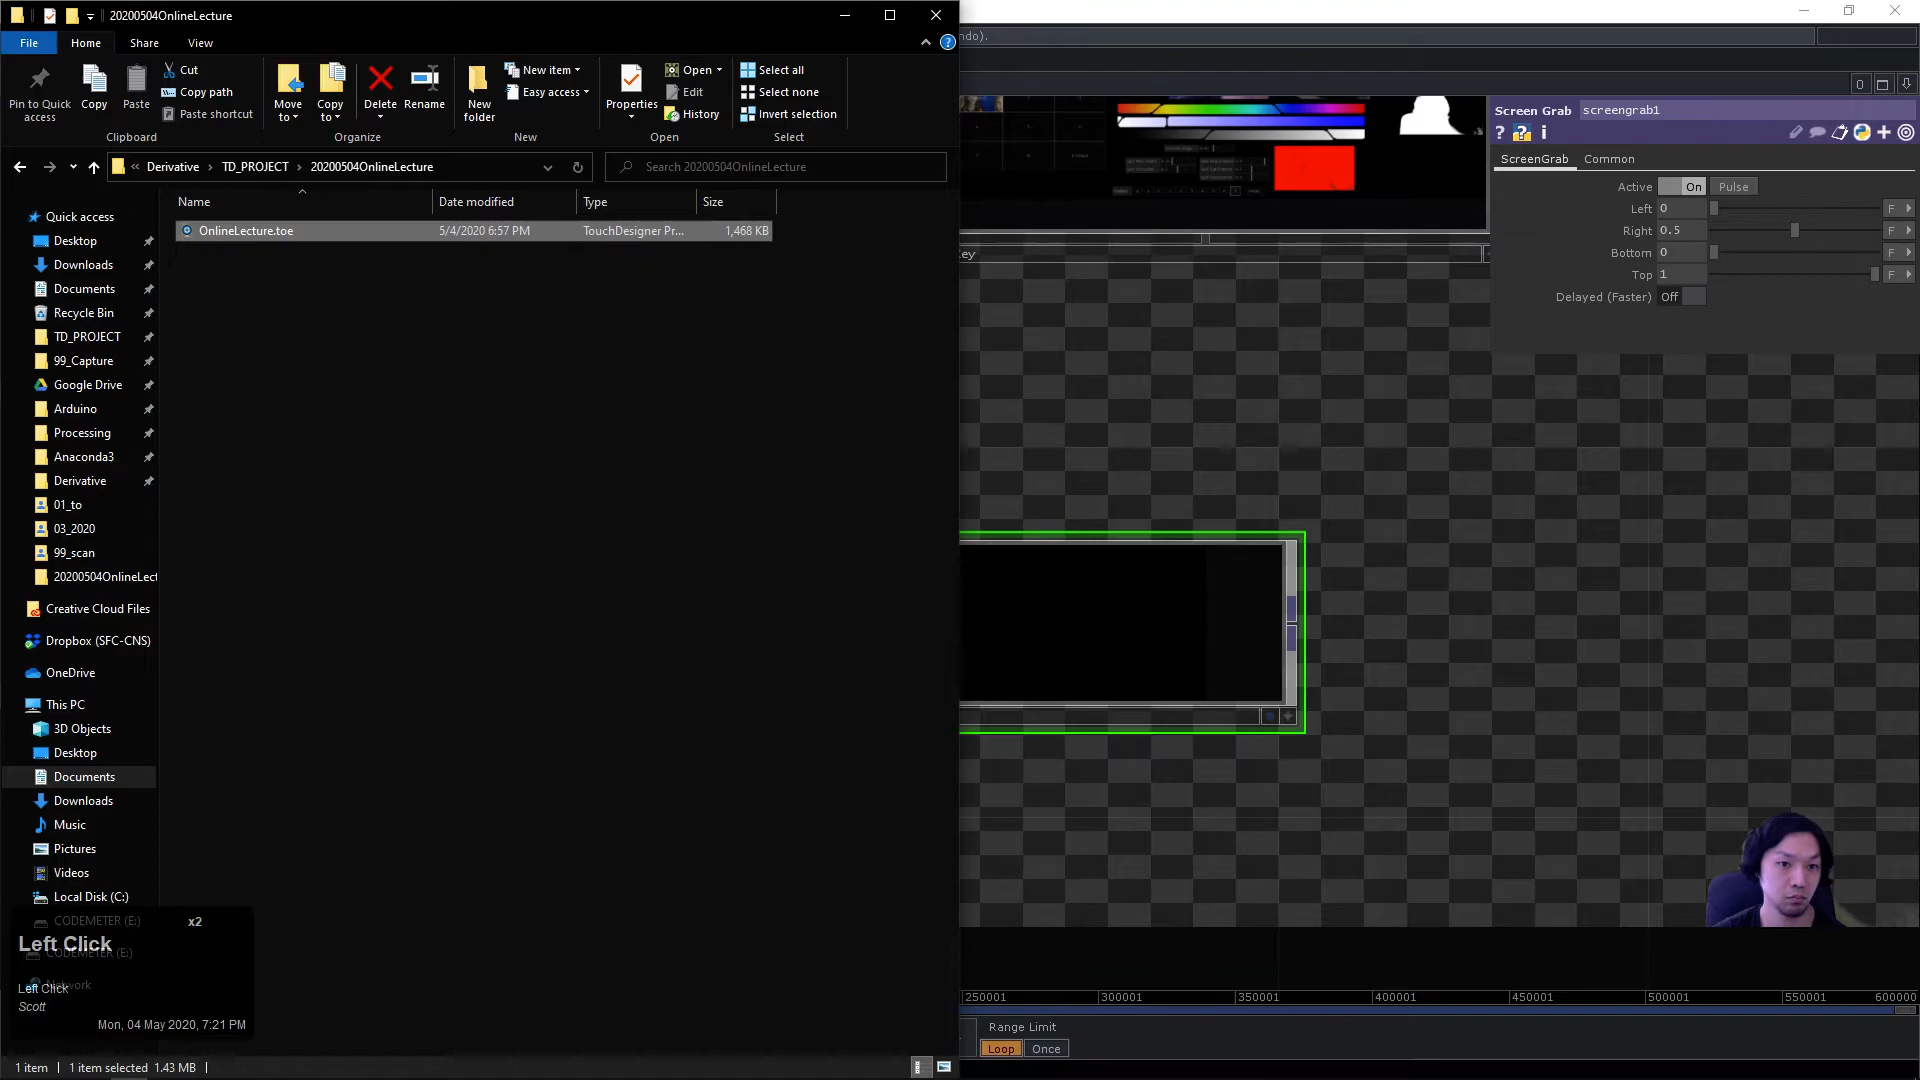 20200504OnlineLecture
File Home Share View
Pin to Quick access
Copy
Paste
Cut
Copy path
Paste shortcut
Clipboard
Move to
Copy to
Delete
Rename
Organize
New folder
New item
Easy access
New
Properties
Open
Edit
History
Open
Select all
Select none
Invert selection
Select
« Derivative › TD_PROJECT › 20200504OnlineLecture
Search 20200504OnlineLecture
Name Date modified Type Size
OnlineLecture.toe 5/4/2020 6:57 PM TouchDesigner Pr... 1,468 KB
Quick access
Desktop
Downloads
Documents
Recycle Bin
TD_PROJECT
99_Capture
Google Drive
Arduino
Processing
Anaconda3
Derivative
01_to
03_2020
99_scan
20200504OnlineLect
Creative Cloud Files
Dropbox (SFC-CNS)
OneDrive
This PC
3D Objects
Desktop
Documents
Downloads
Music
Pictures
Videos
Local Disk (C:)
CODEMETER (E:)
CODEMETER (E:)
Network
x2
Left Click
Left Click
Scott
Mon, 04 May 2020, 7:21 PM
1 item 1 item selected 1.43 MB
ndo).
0
Screen Grab screengrab1
? ? i
ScreenGrab Common
Active On Pulse
Left 0 F
Right 0.5 F
Bottom 0 F
Top 1 F
Delayed (Faster) Off
ey
250001 300001 350001 400001 450001 500001 550001 600000
Range Limit
Loop Once